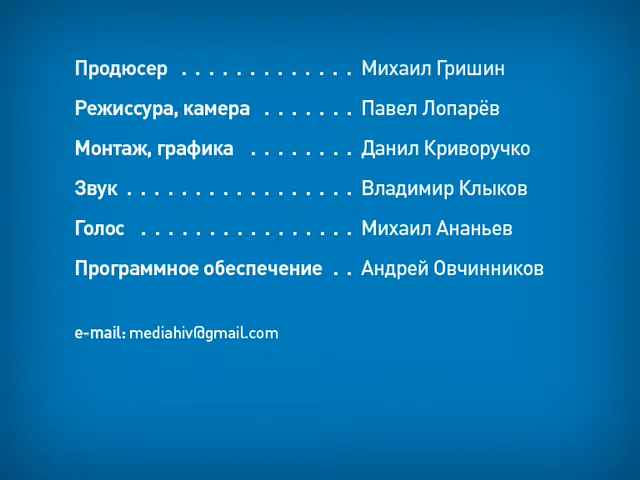 Продюсер . . . . . . . . . . . . . Михаил Гришин
Режиссура, камера . . . . . . . Павел Лопарёв
Монтаж, графика . . . . . . . . Данил Криворучко
Звук . . . . . . . . . . . . . . . . . Владимир Клыков
Голос . . . . . . . . . . . . . . . . Михаил Ананьев
Программное обеспечение . . Андрей Овчинников
e-mail: mediahiv@gmail.com